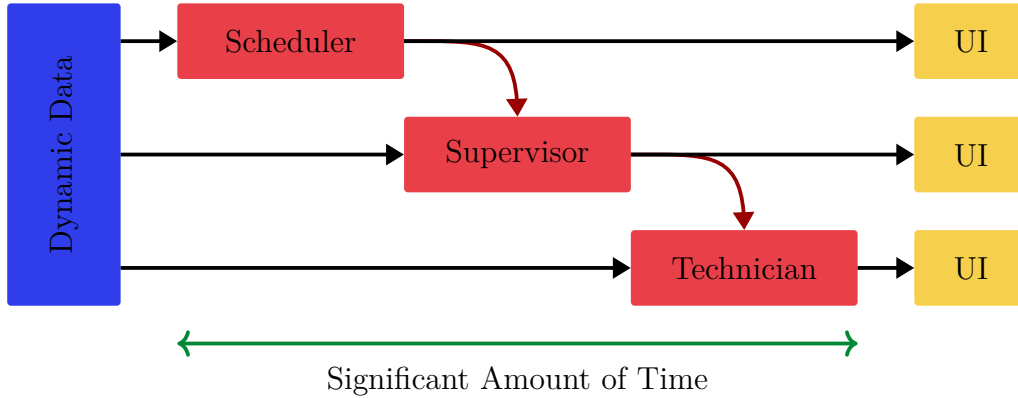 Dynamic Data
Scheduler
UI
Supervisor
UI
Technician
UI
Significant Amount of Time